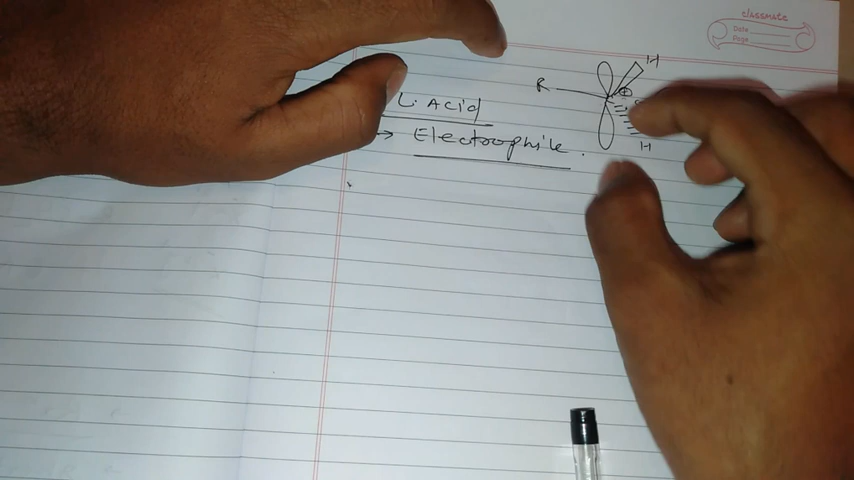 classmate
Date
Page
H
R
⊕
L. Acid
→ Electrophile.
H